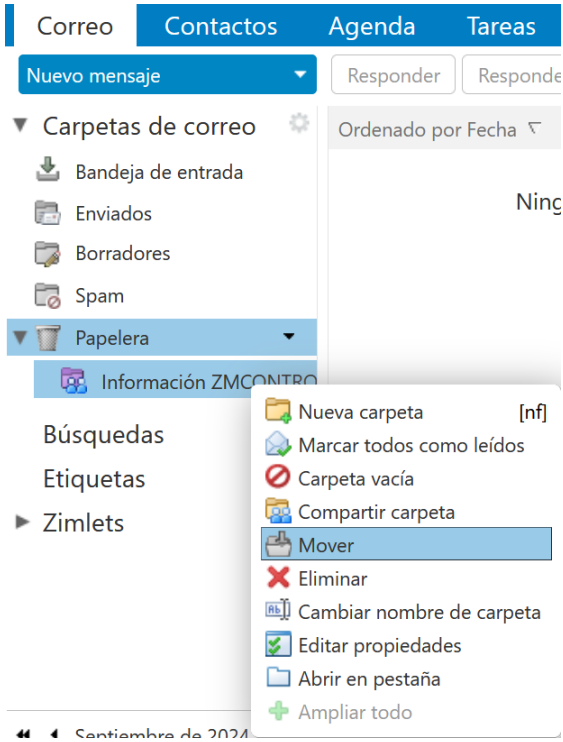 Correo Contactos Agenda Tareas
Nuevo mensaje Responder Responde
Carpetas de correo
Ordenado por Fecha
Bandeja de entrada
Ning
Enviados
Borradores
Spam
Papelera
Información ZMCONTRO
Nueva carpeta [nf]
Marcar todos como leídos
Carpeta vacía
Compartir carpeta
Mover
Eliminar
Cambiar nombre de carpeta
Editar propiedades
Abrir en pestaña
Ampliar todo
Búsquedas
Etiquetas
Zimlets
Septiembre de 2024